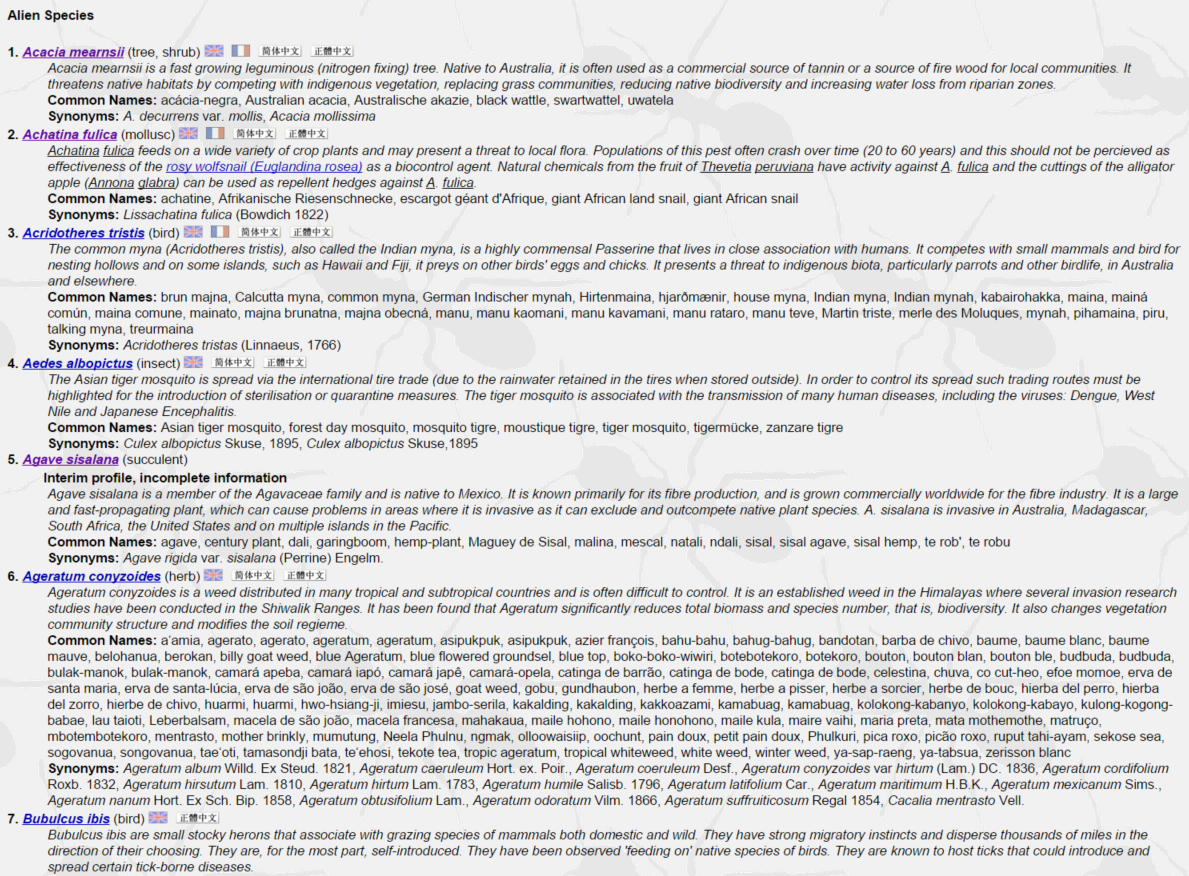 Alien Species
1. Acacia mearnsii (tree, shrub) 简体中文 正體中文
Acacia mearnsii is a fast growing leguminous (nitrogen fixing) tree. Native to Australia, it is often used as a commercial source of tannin or a source of fire wood for local communities. It
threatens native habitats by competing with indigenous vegetation, replacing grass communities, reducing native biodiversity and increasing water loss from riparian zones.
Common Names: acácia-negra, Australian acacia, Australische akazie, black wattle, swartwattel, uwatela
Synonyms: A. decurrens var. mollis, Acacia mollissima
2. Achatina fulica (mollusc) 简体中文 正體中文
Achatina fulica feeds on a wide variety of crop plants and may present a threat to local flora. Populations of this pest often crash over time (20 to 60 years) and this should not be percieved as
effectiveness of the rosy wolfsnail (Euglandina rosea) as a biocontrol agent. Natural chemicals from the fruit of Thevetia peruviana have activity against A. fulica and the cuttings of the alligator
apple (Annona glabra) can be used as repellent hedges against A. fulica.
Common Names: achatine, Afrikanische Riesenschnecke, escargot géant d'Afrique, giant African land snail, giant African snail
Synonyms: Lissachatina fulica (Bowdich 1822)
3. Acridotheres tristis (bird) 简体中文 正體中文
The common myna (Acridotheres tristis), also called the Indian myna, is a highly commensal Passerine that lives in close association with humans. It competes with small mammals and bird for
nesting hollows and on some islands, such as Hawaii and Fiji, it preys on other birds' eggs and chicks. It presents a threat to indigenous biota, particularly parrots and other birdlife, in Australia
and elsewhere.
Common Names: brun majna, Calcutta myna, common myna, German Indischer mynah, Hirtenmaina, hjarðmænir, house myna, Indian myna, Indian mynah, kabairohakka, maina, mainá
común, maina comune, mainato, majna brunatna, majna obecná, manu, manu kaomani, manu kavamani, manu rataro, manu teve, Martin triste, merle des Moluques, mynah, pihamaina, piru,
talking myna, treurmaina
Synonyms: Acridotheres tristas (Linnaeus, 1766)
4. Aedes albopictus (insect) 简体中文 正體中文
The Asian tiger mosquito is spread via the international tire trade (due to the rainwater retained in the tires when stored outside). In order to control its spread such trading routes must be
highlighted for the introduction of sterilisation or quarantine measures. The tiger mosquito is associated with the transmission of many human diseases, including the viruses: Dengue, West
Nile and Japanese Encephalitis.
Common Names: Asian tiger mosquito, forest day mosquito, mosquito tigre, moustique tigre, tiger mosquito, tigermücke, zanzare tigre
Synonyms: Culex albopictus Skuse, 1895, Culex albopictus Skuse,1895
5. Agave sisalana (succulent)
Interim profile, incomplete information
Agave sisalana is a member of the Agavaceae family and is native to Mexico. It is known primarily for its fibre production, and is grown commercially worldwide for the fibre industry. It is a large
and fast-propagating plant, which can cause problems in areas where it is invasive as it can exclude and outcompete native plant species. A. sisalana is invasive in Australia, Madagascar,
South Africa, the United States and on multiple islands in the Pacific.
Common Names: agave, century plant, dali, garingboom, hemp-plant, Maguey de Sisal, malina, mescal, natali, ndali, sisal, sisal agave, sisal hemp, te rob', te robu
Synonyms: Agave rigida var. sisalana (Perrine) Engelm.
6. Ageratum conyzoides (herb) 简体中文 正體中文
Ageratum conyzoides is a weed distributed in many tropical and subtropical countries and is often difficult to control. It is an established weed in the Himalayas where several invasion research
studies have been conducted in the Shiwalik Ranges. It has been found that Ageratum significantly reduces total biomass and species number, that is, biodiversity. It also changes vegetation
community structure and modifies the soil regieme.
Common Names: a'amia, agerato, agerato, ageratum, ageratum, asipukpuk, asipukpuk, azier françois, bahu-bahu, bahug-bahug, bandotan, barba de chivo, baume, baume blanc, baume
mauve, belohanua, berokan, billy goat weed, blue Ageratum, blue flowered groundsel, blue top, boko-boko-wiwiri, botebotekoro, botekoro, bouton, bouton blan, bouton ble, budbuda, budbuda,
bulak-manok, bulak-manok, camará apeba, camará iapó, camará japê, camará-opela, catinga de barrão, catinga de bode, catinga de bode, celestina, chuva, co cut-heo, efoe momoe, erva de
santa maria, erva de santa-lúcia, erva de são joão, erva de são josé, goat weed, gobu, gundhaubon, herbe a femme, herbe a pisser, herbe a sorcier, herbe de bouc, hierba del perro, hierba
del zorro, hierbe de chivo, huarmi, huarmi, hwo-hsiang-ji, imiesu, jambo-serila, kakalding, kakalding, kakkoazami, kamabuag, kamabuag, kolokong-kabanyo, kolokong-kabayo, kulong-kogong-
babae, lau taioti, Leberbalsam, macela de são joão, macela francesa, mahakaua, maile hohono, maile honohono, maile kula, maire vaihi, maria preta, mata mothemothe, matruço,
mbotembotekoro, mentrasto, mother brinkly, mumutung, Neela Phulnu, ngmak, olloowaisiip, oochunt, pain doux, petit pain doux, Phulkuri, pica roxo, picão roxo, ruput tahi-ayam, sekose sea,
sogovanua, songovanua, tae'oti, tamasondji bata, te'ehosi, tekote tea, tropic ageratum, tropical whiteweed, white weed, winter weed, ya-sap-raeng, ya-tabsua, zerisson blanc
Synonyms: Ageratum album Willd. Ex Steud. 1821, Ageratum caeruleum Hort. ex. Poir., Ageratum coeruleum Desf., Ageratum conyzoides var hirtum (Lam.) DC. 1836, Ageratum cordifolium
Roxb. 1832, Ageratum hirsutum Lam. 1810, Ageratum hirtum Lam. 1783, Ageratum humile Salisb. 1796, Ageratum latifolium Car., Ageratum maritimum H.B.K., Ageratum mexicanum Sims.,
Ageratum nanum Hort. Ex Sch. Bip. 1858, Ageratum obtusifolium Lam., Ageratum odoratum Vilm. 1866, Ageratum suffruiticosum Regal 1854, Cacalia mentrasto Vell.
7. Bubulcus ibis (bird) 正體中文
Bubulcus ibis are small stocky herons that associate with grazing species of mammals both domestic and wild. They have strong migratory instincts and disperse thousands of miles in the
direction of their choosing. They are, for the most part, self-introduced. They have been observed 'feeding on' native species of birds. They are known to host ticks that could introduce and
spread certain tick-borne diseases.